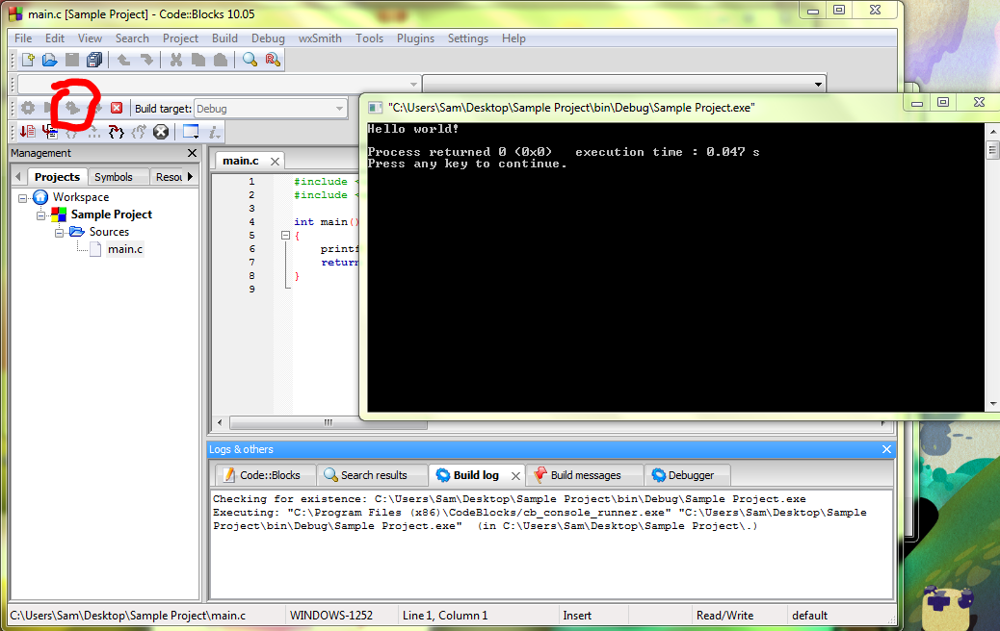 main.c [Sample Project] - Code::Blocks 10.05
File Edit View Search Project Build Debug wxSmith Tools Plugins Settings Help
Build target: Debug
"C:\Users\Sam\Desktop\Sample Project\bin\Debug\Sample Project.exe"
Hello world!
Process returned 0 (0x0) execution time : 0.047 s
Press any key to continue.
Management
Projects Symbols Resou
Workspace
Sample Project
Sources
main.c
main.c
1 #include <
2 #include <
3
4 int main()
5 {
6 printf
7 return
8 }
9
Logs & others
Code::Blocks Search results Build log Build messages Debugger
Checking for existence: C:\Users\Sam\Desktop\Sample Project\bin\Debug\Sample Project.exe
Executing: "C:\Program Files (x86)\CodeBlocks/cb_console_runner.exe" "C:\Users\Sam\Desktop\Sample
Project\bin\Debug\Sample Project.exe" (in C:\Users\Sam\Desktop\Sample Project\.)
C:\Users\Sam\Desktop\Sample Project\main.c WINDOWS-1252 Line 1, Column 1 Insert Read/Write default